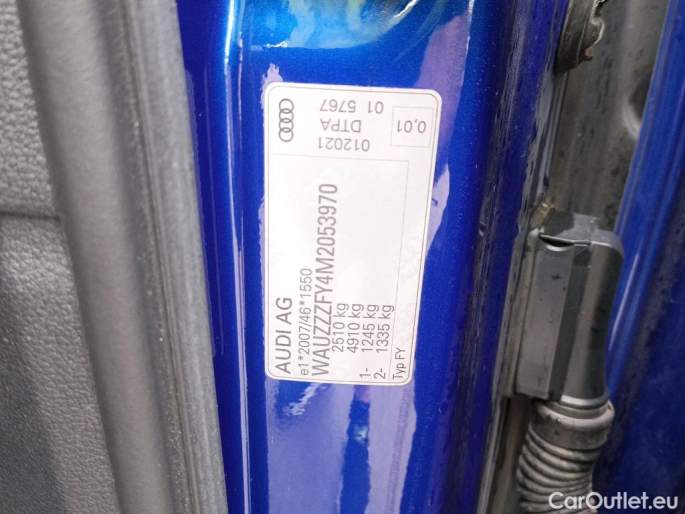 AUDI AG
e1*2007/46*1550
WAUZZZFY4M2053970
2510 kg
4910 kg
1- 1245 kg
2- 1335 kg
Typ FY
012021
DTPA
01 5767
0,01
CarOutlet.eu